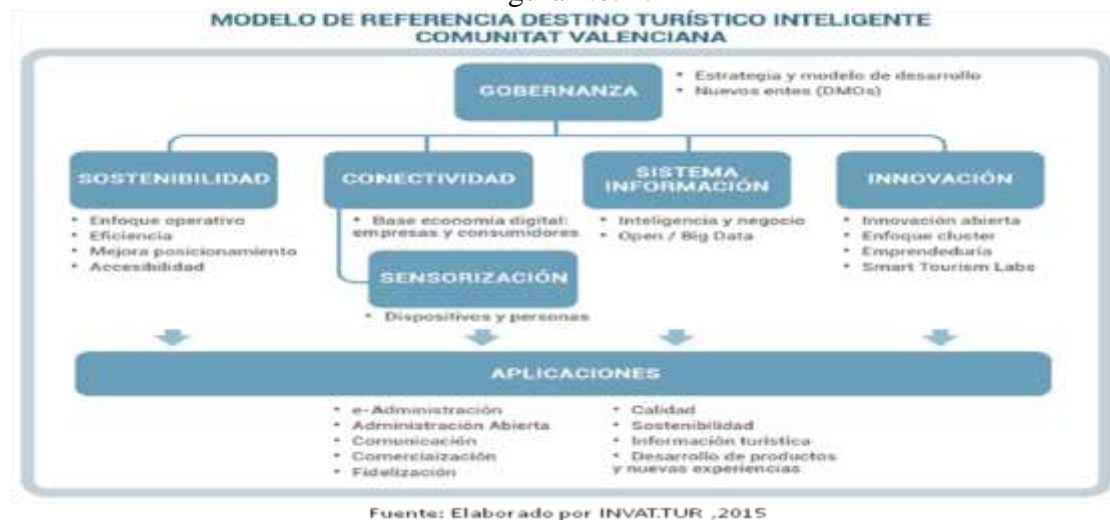 MODELO DE REFERENCIA DESTINO TURÍSTICO INTELIGENTE
COMUNITAT VALENCIANA
GOBERNANZA
• Estrategia y modelo de desarrollo
• Nuevos entes (DMOs)
SOSTENIBILIDAD
• Enfoque operativo
• Eficiencia
• Mejora posicionamiento
• Accesibilidad
CONECTIVIDAD
• Base economía digital:
empresas y consumidores
SENSORIZACIÓN
• Dispositivos y personas
SISTEMA
INFORMACIÓN
• Inteligencia y negocio
• Open / Big Data
INNOVACIÓN
• Innovación abierta
• Enfoque cluster
• Emprendeduría
• Smart Tourism Labs
APLICACIONES
• e-Administración
• Administración Abierta
• Comunicación
• Comerciaización
• Fidelización
• Calidad
• Sostenibilidad
• Información turística
• Desarrollo de productos
y nuevas experiencias
Fuente: Elaborado por INVAT.TUR ,2015